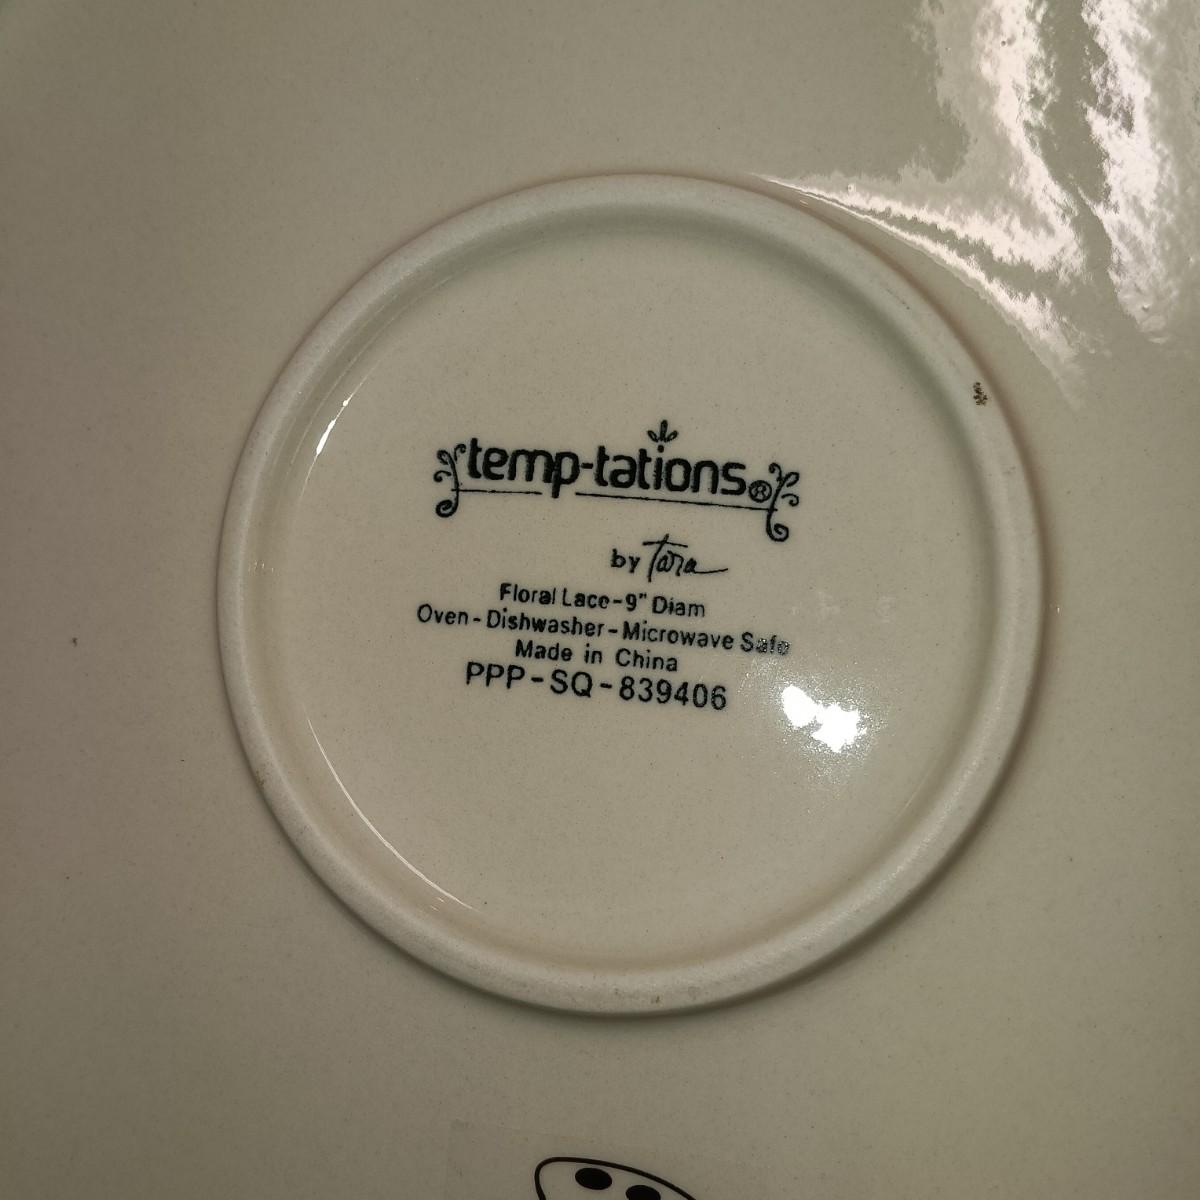 temp-tations®
by Tara
Floral Lace-9" Diam
Oven-Dishwasher-Microwave Safe
Made in China
PPP-SQ-839406